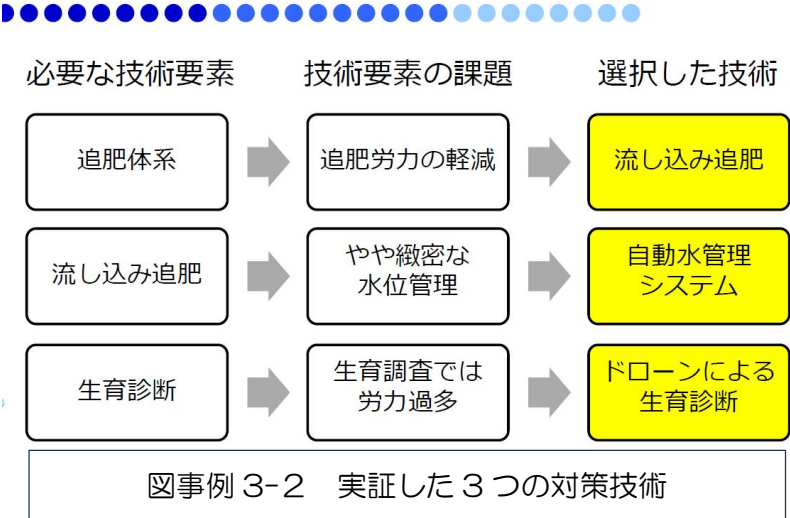 必要な技術要素
技術要素の課題
選択した技術
追肥体系
追肥労力の軽減
流し込み追肥
流し込み追肥
やや緻密な
水位管理
自動水管理
システム
生育診断
生育調査では
労力過多
ドローンによる
生育診断
図事例3-2 実証した3つの対策技術